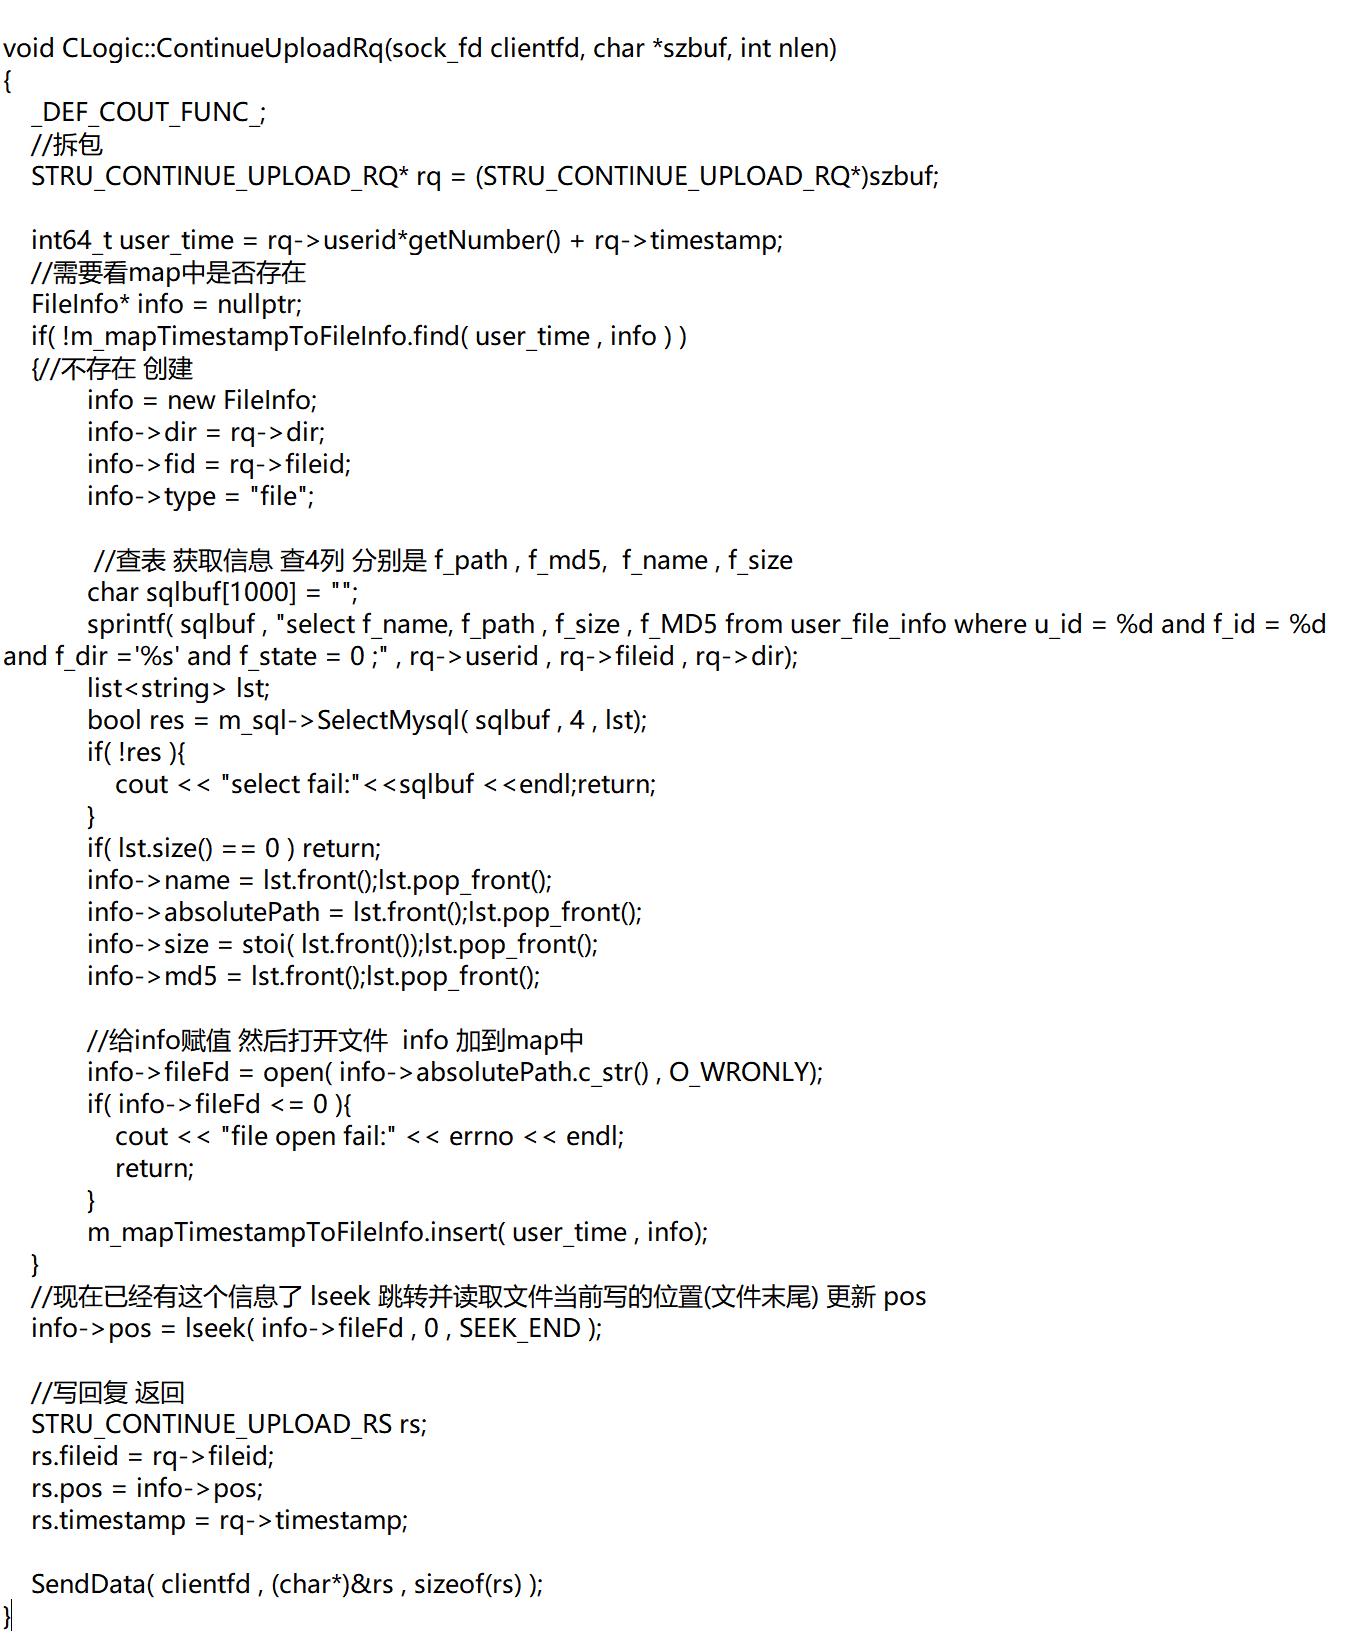 void CLogic::ContinueUploadRq(sock_fd clientfd, char *szbuf, int nlen)
{
_DEF_COUT_FUNC_;
//拆包
STRU_CONTINUE_UPLOAD_RQ* rq = (STRU_CONTINUE_UPLOAD_RQ*)szbuf;
int64_t user_time = rq->userid*getNumber() + rq->timestamp;
//需要看map中是否存在
FileInfo* info = nullptr;
if( !m_mapTimestampToFileInfo.find( user_time , info ) )
{//不存在 创建
info = new FileInfo;
info->dir = rq->dir;
info->fid = rq->fileid;
info->type = "file";
//查表 获取信息 查4列 分别是 f_path , f_md5,  f_name , f_size
char sqlbuf[1000] = "";
sprintf( sqlbuf , "select f_name, f_path , f_size , f_MD5 from user_file_info where u_id = %d and f_id = %d
and f_dir ='%s' and f_state = 0 ;" , rq->userid , rq->fileid , rq->dir);
list<string> lst;
bool res = m_sql->SelectMysql( sqlbuf , 4 , lst);
if( !res ){
cout << "select fail:"<<sqlbuf <<endl;return;
}
if( lst.size() == 0 ) return;
info->name = lst.front();lst.pop_front();
info->absolutePath = lst.front();lst.pop_front();
info->size = stoi( lst.front());lst.pop_front();
info->md5 = lst.front();lst.pop_front();
//给info赋值 然后打开文件  info 加到map中
info->fileFd = open( info->absolutePath.c_str() , O_WRONLY);
if( info->fileFd <= 0 ){
cout << "file open fail:" << errno << endl;
return;
}
m_mapTimestampToFileInfo.insert( user_time , info);
}
//现在已经有这个信息了 lseek 跳转并读取文件当前写的位置(文件末尾) 更新 pos
info->pos = lseek( info->fileFd , 0 , SEEK_END );
//写回复 返回
STRU_CONTINUE_UPLOAD_RS rs;
rs.fileid = rq->fileid;
rs.pos = info->pos;
rs.timestamp = rq->timestamp;
SendData( clientfd , (char*)&rs , sizeof(rs) );
}